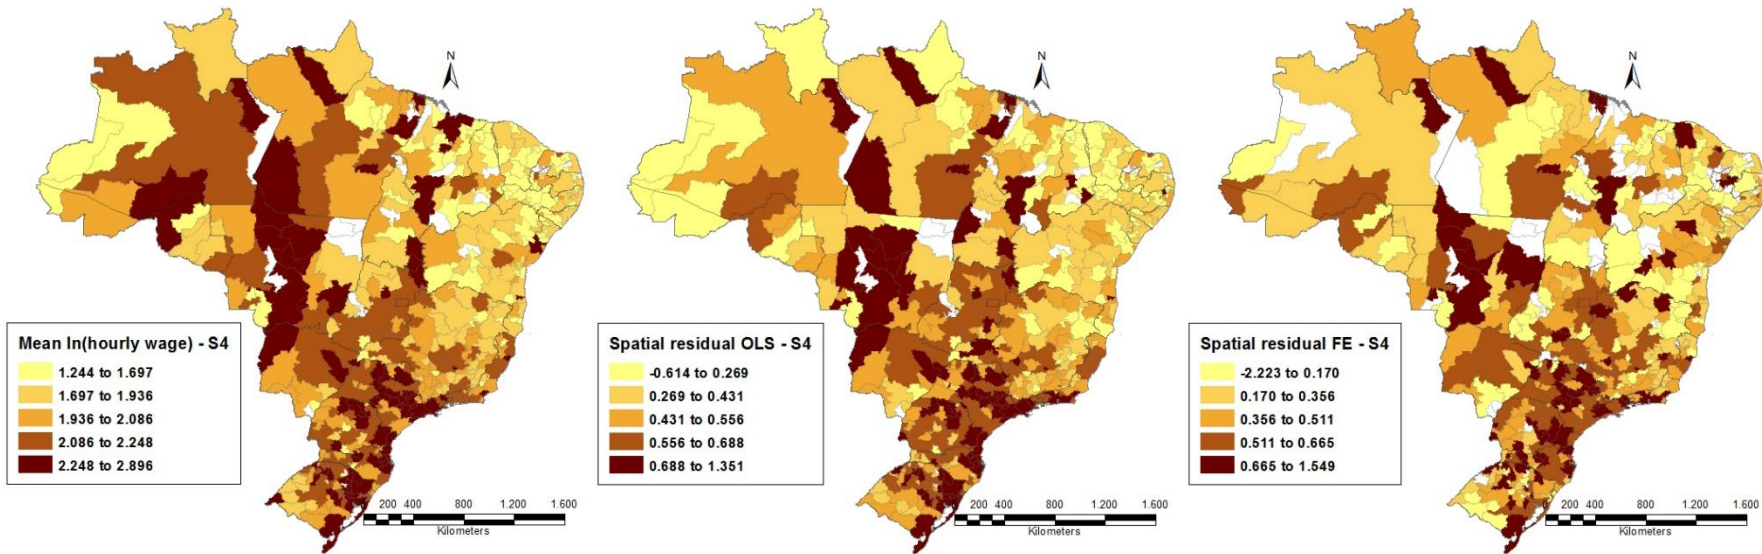 N
Mean ln(hourly wage) - S4
1.244 to 1.697
1.697 to 1.936
1.936 to 2.086
2.086 to 2.248
2.248 to 2.896
200 400 800 1.200 1.600
Kilometers
N
Spatial residual OLS - S4
-0.614 to 0.269
0.269 to 0.431
0.431 to 0.556
0.556 to 0.688
0.688 to 1.351
200 400 800 1.200 1.600
Kilometers
N
Spatial residual FE - S4
-2.223 to 0.170
0.170 to 0.356
0.356 to 0.511
0.511 to 0.665
0.665 to 1.549
0 200 400 800 1.200 1.600
Kilometers